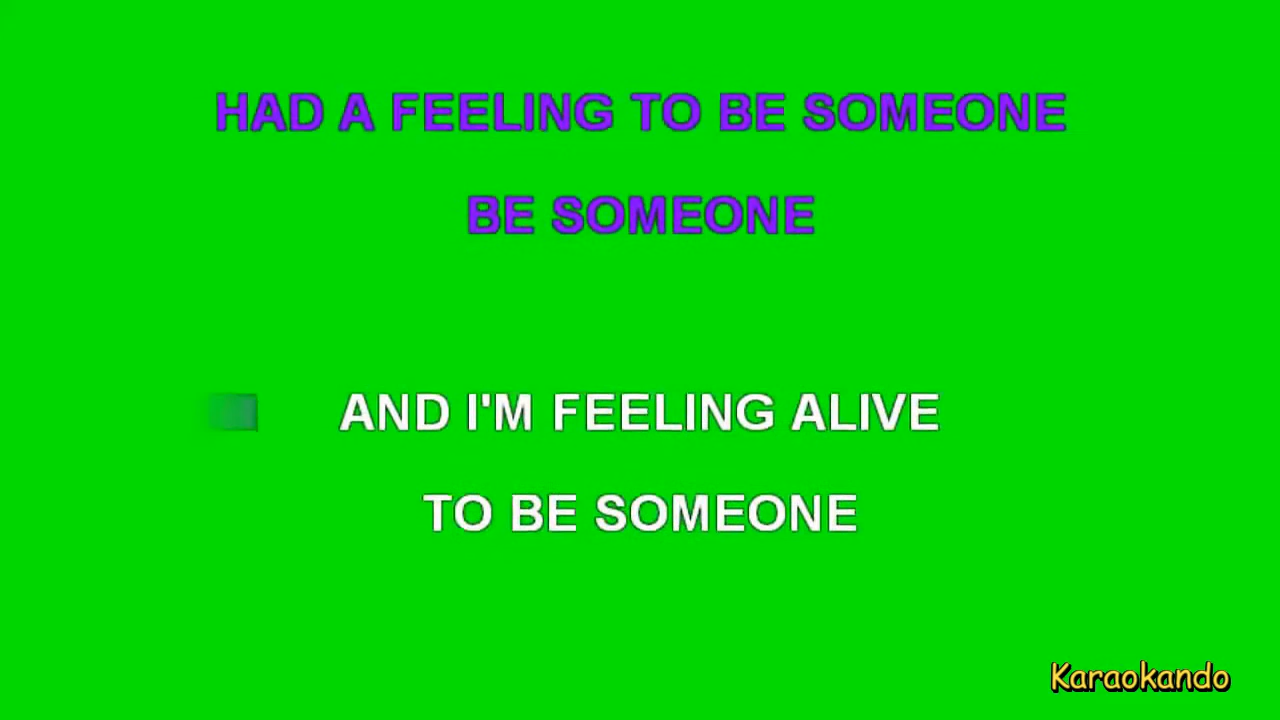 HAD A FEELING TO BE SOMEONE
BE SOMEONE
AND I'M FEELING ALIVE
TO BE SOMEONE
Karaokando